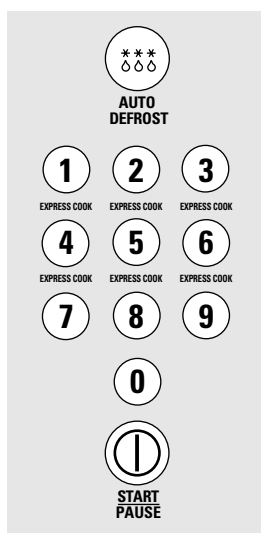 AUTO
DEFROST
1 2 3
EXPRESS COOK EXPRESS COOK EXPRESS COOK
4 5 6
EXPRESS COOK EXPRESS COOK EXPRESS COOK
7 8 9
0
START
PAUSE